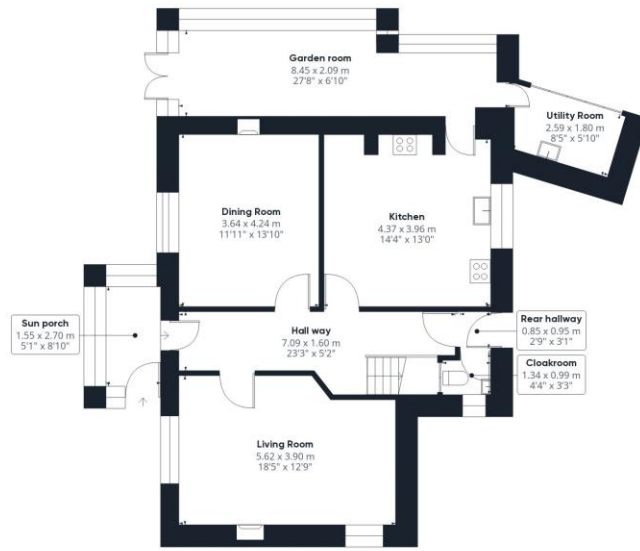 Garden room
8.45 x 2.09 m
27'8" x 6'10"
Utility Room
2.59 x 1.80 m
8'5" x 5'10"
Dining Room
3.64 x 4.24 m
11'11" x 13'10"
Kitchen
4.37 x 3.96 m
14'4" x 13'0"
Sun porch
1.55 x 2.70 m
5'1" x 8'10"
Hall way
7.09 x 1.60 m
23'3" x 5'2"
Rear hallway
0.85 x 0.95 m
2'9" x 3'1"
Cloakroom
1.34 x 0.99 m
4'4" x 3'3"
Living Room
5.62 x 3.90 m
18'5" x 12'9"